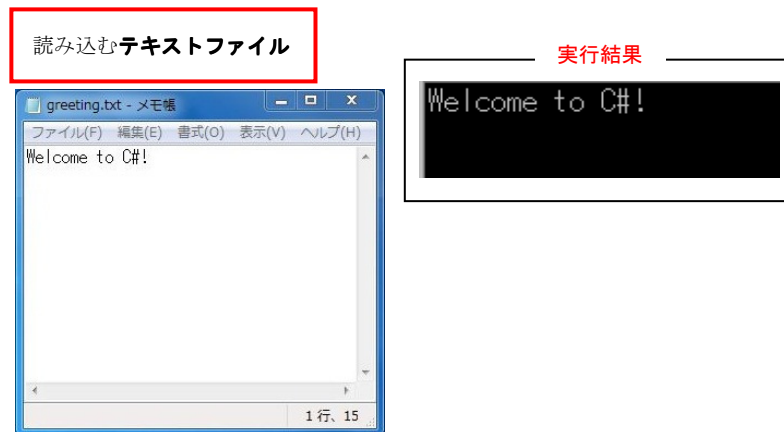 読み込むテキストファイル
greeting.txt - メモ帳
ファイル(F) 編集(E) 書式(O) 表示(V) ヘルプ(H)
Welcome to C#!
1 行、15
実行結果
Welcome to C#!